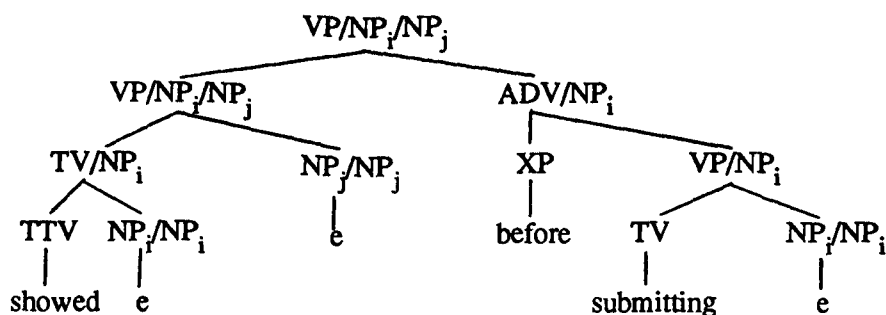 VP/NPi/NPj
VP/NPi/NPj ADV/NPi
TV/NPi NPj/NPj XP VP/NPi
TTV NPi/NPi e before TV NPi/NPi
showed e submitting e